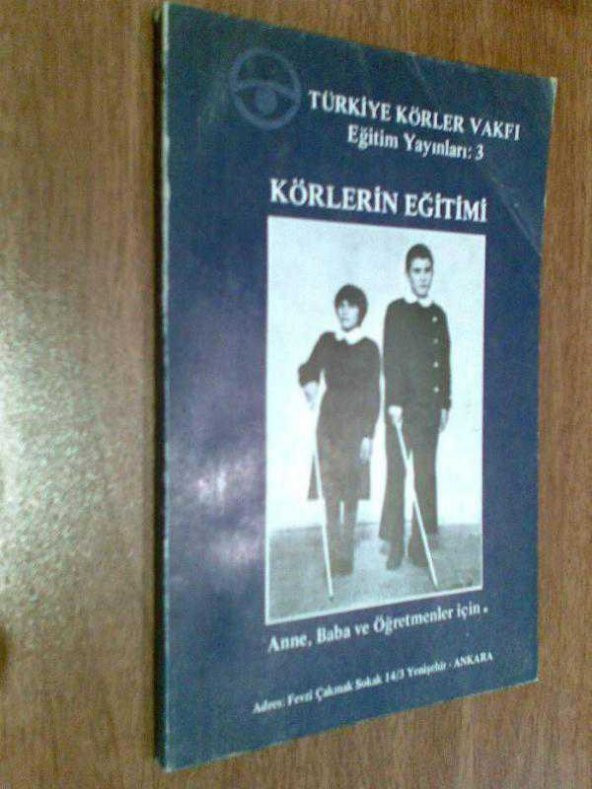 TÜRKİYE KÖRLER VAKFI
Eğitim Yayınları: 3
KÖRLERİN EĞİTİMİ
Anne, Baba ve Öğretmenler için.
Adres: Fevzi Çakmak Sokak 14/3 Yenişehir - ANKARA